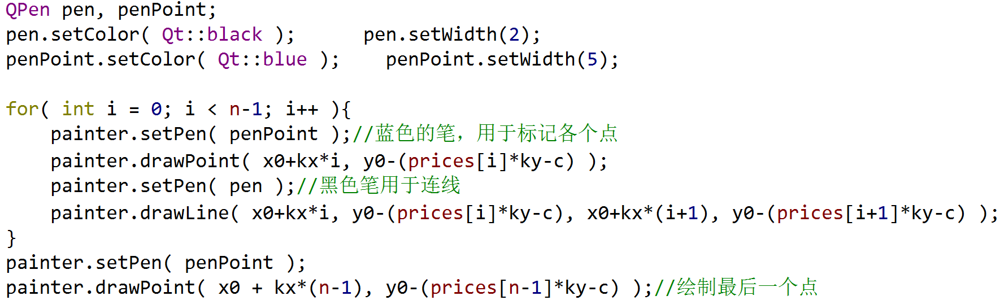 QPen pen, penPoint;
pen.setColor( Qt::black );      pen.setWidth(2);
penPoint.setColor( Qt::blue );    penPoint.setWidth(5);

for( int i = 0; i < n-1; i++ ){
    painter.setPen( penPoint );//蓝色的笔，用于标记各个点
    painter.drawPoint( x0+kx*i, y0-(prices[i]*ky-c) );
    painter.setPen( pen );//黑色笔用于连线
    painter.drawLine( x0+kx*i, y0-(prices[i]*ky-c), x0+kx*(i+1), y0-(prices[i+1]*ky-c) );
}
painter.setPen( penPoint );
painter.drawPoint( x0 + kx*(n-1), y0-(prices[n-1]*ky-c) );//绘制最后一个点